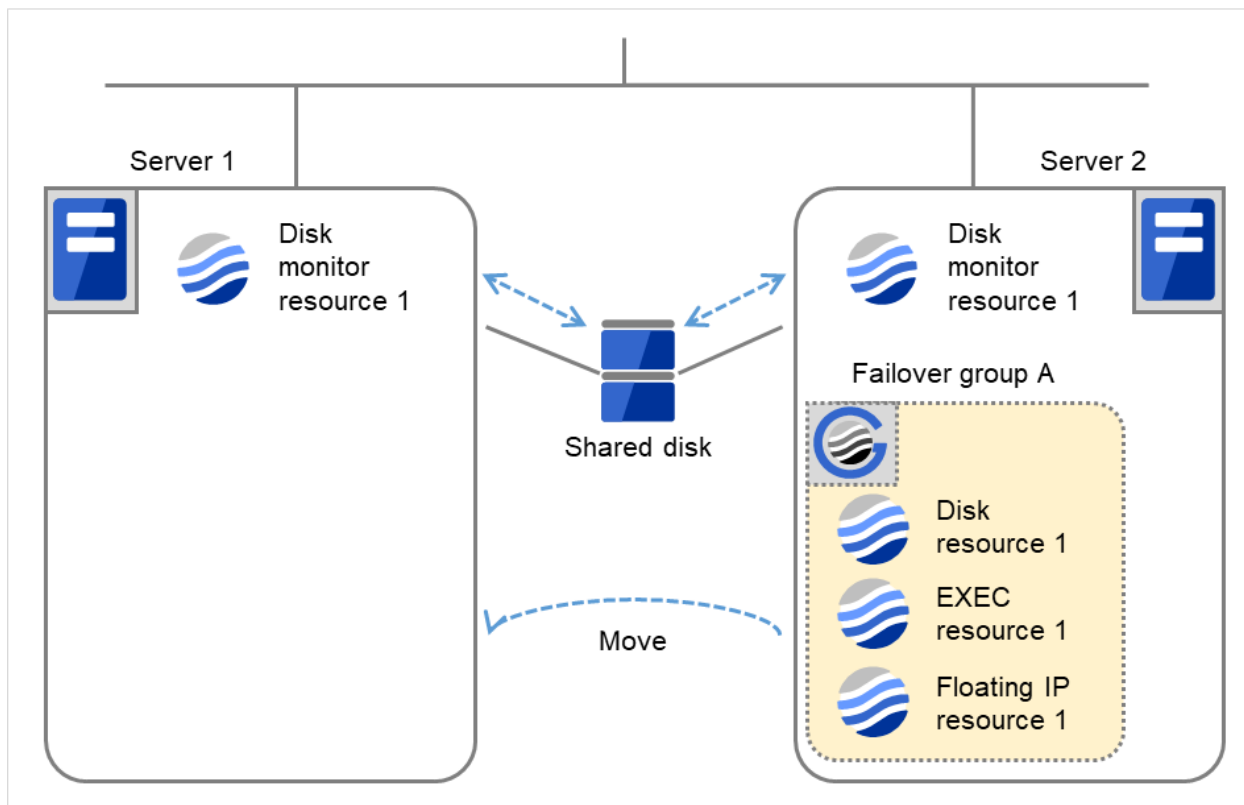 Server 1
Server 2
Disk
monitor
resource 1
Disk
monitor
resource 1
Shared disk
Failover group A
Disk
resource 1
EXEC
resource 1
Move
Floating IP
resource 1